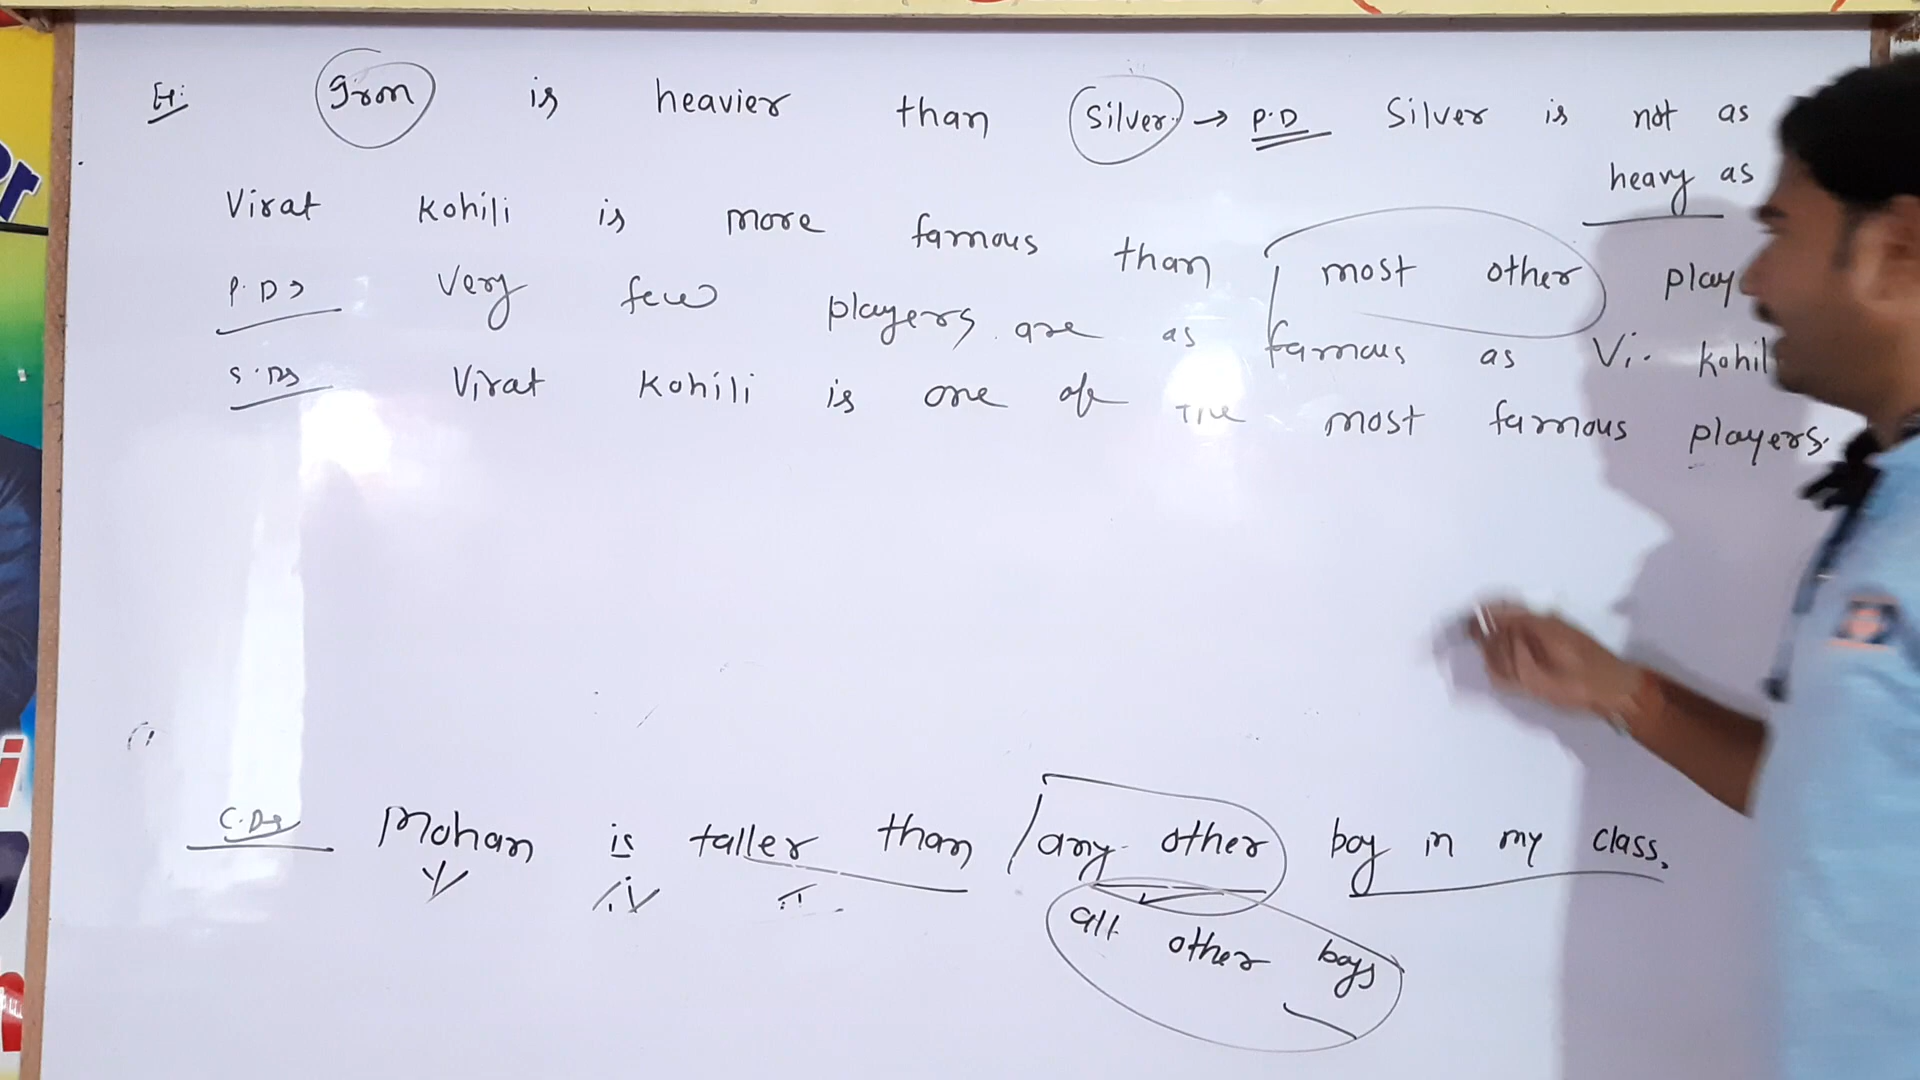 Ex: Iron is heavier than Silver. → P.D Silver is not as
heavy as
Virat Kohili is more famous than most other play
P.D → Very few players are as famous as Vi. Kohil
S.D → Virat Kohili is one of the most famous players.
C.D → Mohan is taller than any other boy in my class.
all other boys